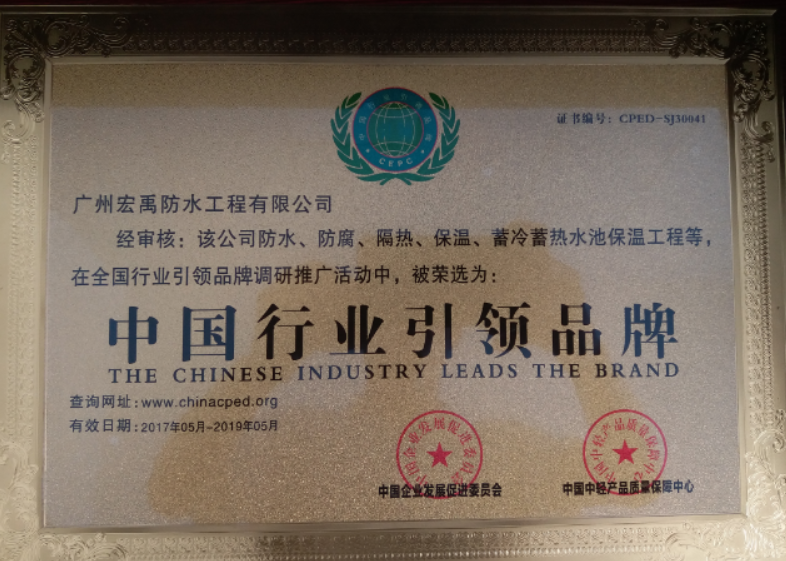 证书编号：CPED-SJ30041
CEPC
广州宏禹防水工程有限公司
经审核：该公司防水、防腐、隔热、保温、蓄冷蓄热水池保温工程等，
在全国行业引领品牌调研推广活动中，被荣选为：
中国行业引领品牌
THE CHINESE INDUSTRY LEADS THE BRAND
查询网址：www.chinacped.org
有效日期：2017年05月-2019年05月
中国企业发展促进委员会
中国中轻产品质量保障中心